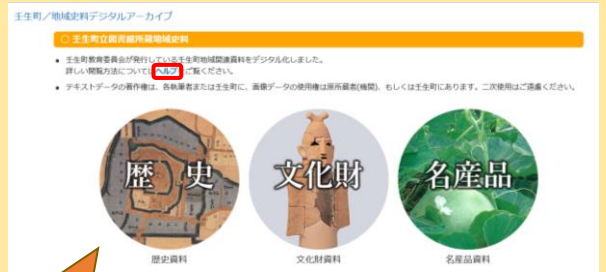 壬生町／地域史料デジタルアーカイブ
○ 壬生町立図書館所蔵地域史料
壬生町教育委員会が発行している壬生町地域関連資料をデジタル化しました。
詳しい閲覧方法についてはヘルプをご覧ください。
テキストデータの著作権は、各執筆者または壬生町に、画像データの使用権は原所蔵者(機関)、もしくは壬生町にあります。二次使用はご遠慮ください。
歴 史
文化財
名産品
歴史資料
文化財資料
名産品資料